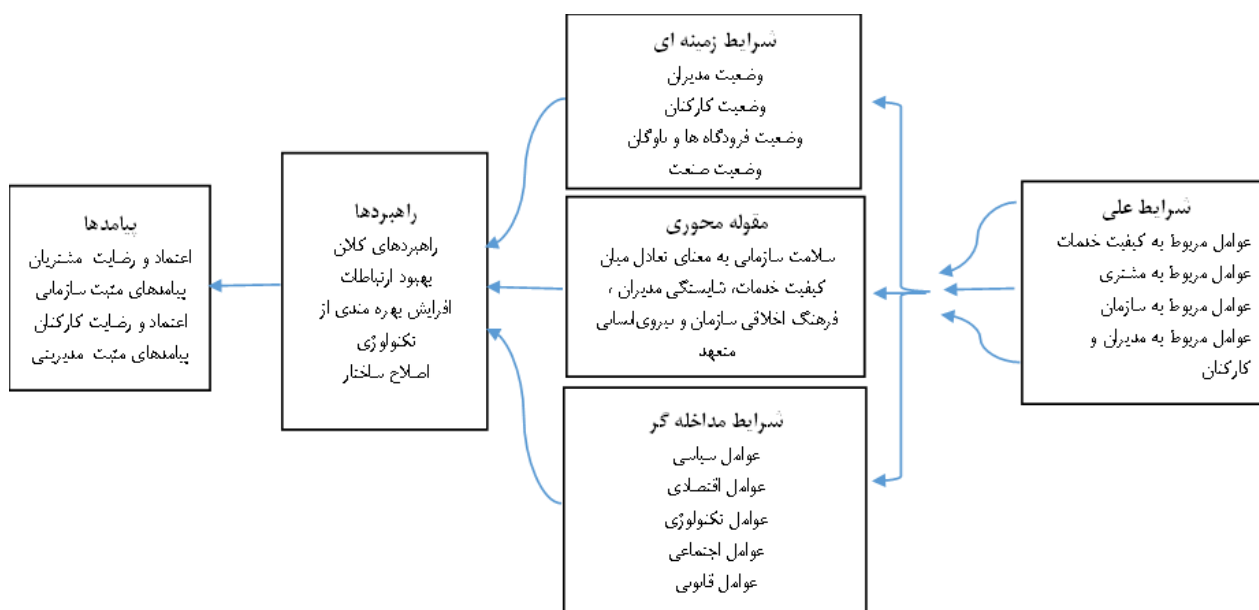 شرایط علی
عوامل مربوط به کیفیت خدمات
عوامل مربوط به مشتری
عوامل مربوط به سازمان
عوامل مربوط به مدیران و
کارکنان
شرایط زمینه ای
وضعیت مدیران
وضعیت کارکنان
وضعیت فرودگاه ها و ناوگان
وضعیت صنعت
مقوله محوری
سلامت سازمانی به معنای تعادل میان
کیفیت خدمات، شایستگی مدیران ،
فرهنگ اخلاقی سازمان و نیروی‌انسانی
متعهد
شرایط مداخله گر
عوامل سیاسی
عوامل اقتصادی
عوامل تکنولوژی
عوامل اجتماعی
عوامل قانونی
راهبردها
راهبردهای کلان
بهبود ارتباطات
افزایش بهره مندی از
تکنولوژی
اصلاح ساختار
پیامدها
اعتماد و رضایت مشتریان
پیامدهای مثبت سازمانی
اعتماد و رضایت کارکنان
پیامدهای مثبت مدیریتی